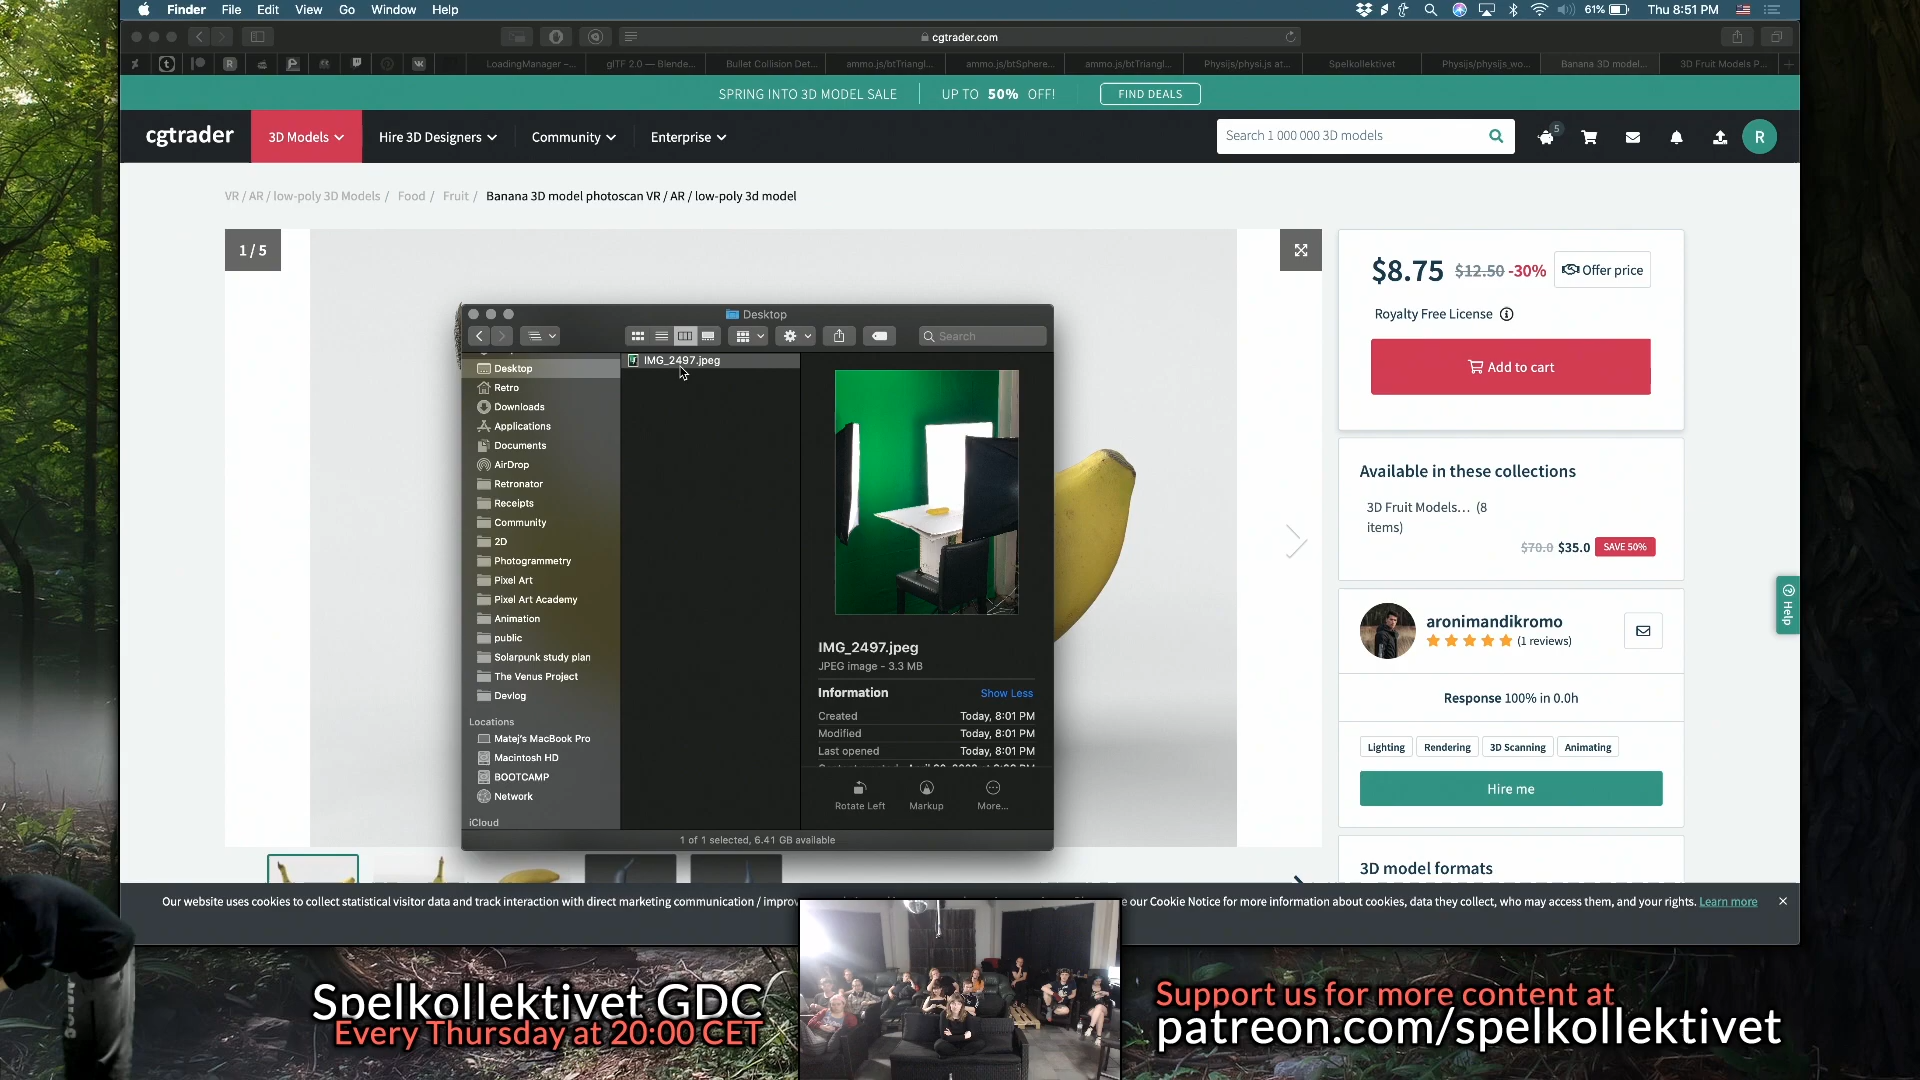 Finder File Edit View Go Window Help
61% Thu 8:51 PM
cgtrader.com
LoadingManager –...
glTF 2.0 — Blende...
Bullet Collision Det...
ammo.js/btTriangl...
ammo.js/btSphere...
ammo.js/btTriangl...
Physijs/physi.js at...
Spelkollektivet
Physijs/physijs_wo...
Banana 3D model...
3D Fruit Models P...
SPRING INTO 3D MODEL SALE
UP TO 50% OFF!
FIND DEALS
cgtrader
3D Models
Hire 3D Designers
Community
Enterprise
Search 1 000 000 3D models
5
R
VR / AR / low-poly 3D Models / Food / Fruit / Banana 3D model photoscan VR / AR / low-poly 3d model
1 / 5
Desktop
Search
Desktop
Retro
Downloads
Applications
Documents
AirDrop
Retronator
Receipts
Community
2D
Photogrammetry
Pixel Art
Pixel Art Academy
Animation
public
Solarpunk study plan
The Venus Project
Devlog
Locations
Matej's MacBook Pro
Macintosh HD
BOOTCAMP
Network
iCloud
IMG_2497.jpeg
IMG_2497.jpeg
JPEG image - 3.3 MB
Information Show Less
Created Today, 8:01 PM
Modified Today, 8:01 PM
Last opened Today, 8:01 PM
Rotate Left
Markup
More...
1 of 1 selected, 6.41 GB available
$8.75 $12.50 -30% Offer price
Royalty Free License
Add to cart
Available in these collections
3D Fruit Models... (8
items)
$70.0 $35.0 SAVE 50%
aronimandikromo
(1 reviews)
Response 100% in 0.0h
Lighting
Rendering
3D Scanning
Animating
Hire me
3D model formats
Help
Our website uses cookies to collect statistical visitor data and track interaction with direct marketing communication / improv
our Cookie Notice for more information about cookies, data they collect, who may access them, and your rights. Learn more
Spelkollektivet GDC
Every Thursday at 20:00 CET
Support us for more content at
patreon.com/spelkollektivet